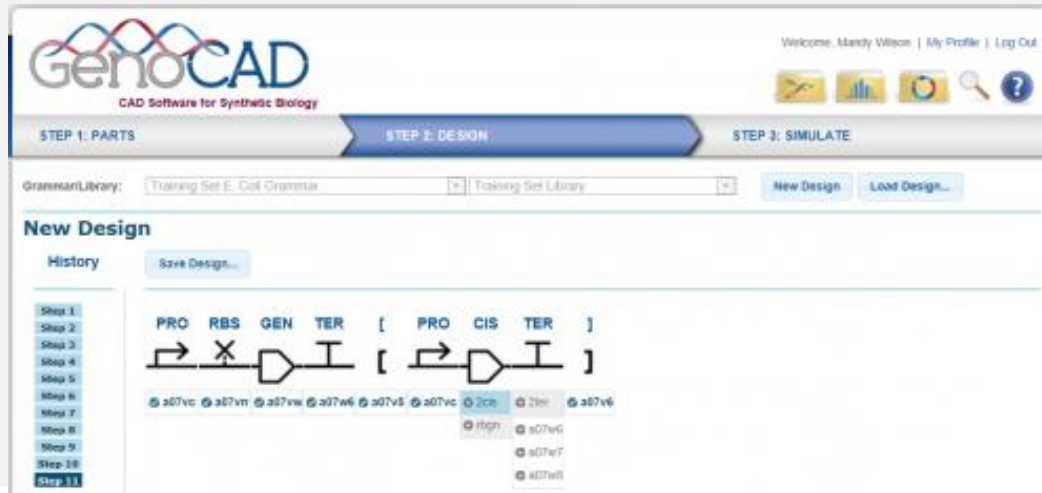 GenoCAD
CAD Software for Synthetic Biology
Welcome, Mandy Wilson | My Profile | Log Out
STEP 1: PARTS
STEP 2: DESIGN
STEP 3: SIMULATE
Grammar/Library: Training Set E. Coli Grammar Training Set Library New Design Load Design...
New Design
History Save Design...
Step 1
Step 2
Step 3
Step 4
Step 5
Step 6
Step 7
Step 8
Step 9
Step 10
Step 11
PRO RBS GEN TER [ PRO CIS TER ]
[ ]
a07vc a07vr a07vw a07w6 a07v5 a07vc 2cis 2ter a07v6
rbgn a07w6
a07w7
a07w8